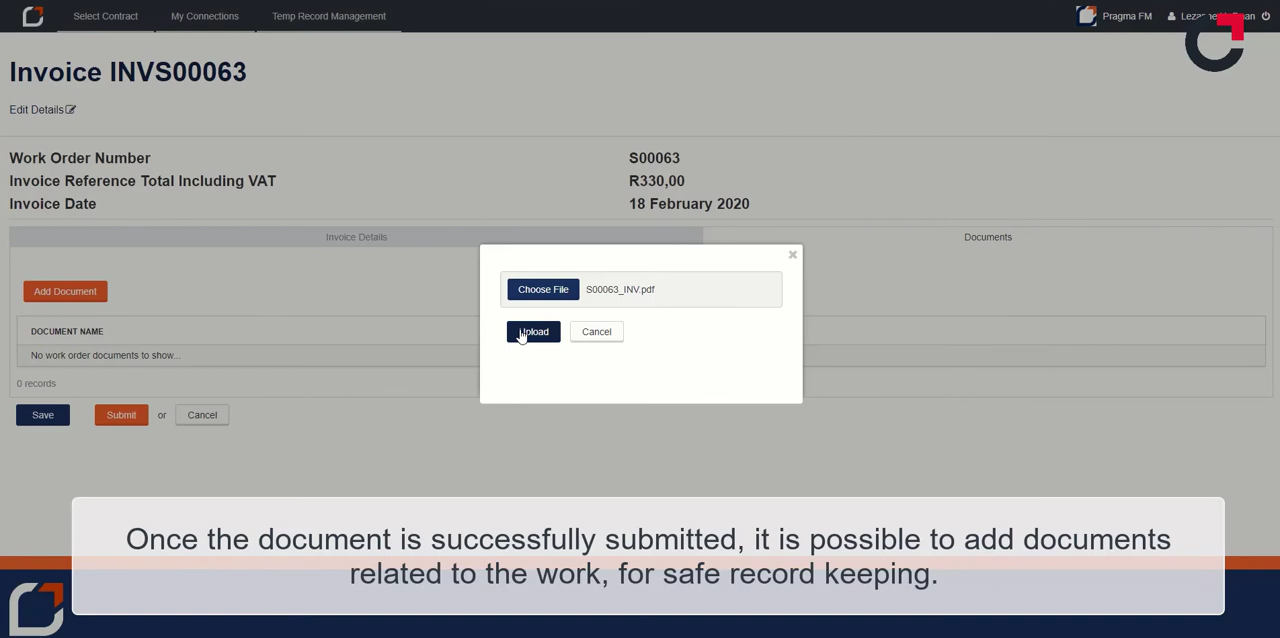 Select Contract
My Connections
Temp Record Management
Pragma FM
Invoice INVS00063
Edit Details
Work Order Number
S00063
Invoice Reference Total Including VAT
R330,00
Invoice Date
18 February 2020
Invoice Details
Documents
Choose File
S00063_INV.pdf
Add Document
DOCUMENT NAME
Upload
Cancel
No work order documents to show...
0 records
Save
Submit
or
Cancel
Once the document is successfully submitted, it is possible to add documents
related to the work, for safe record keeping.